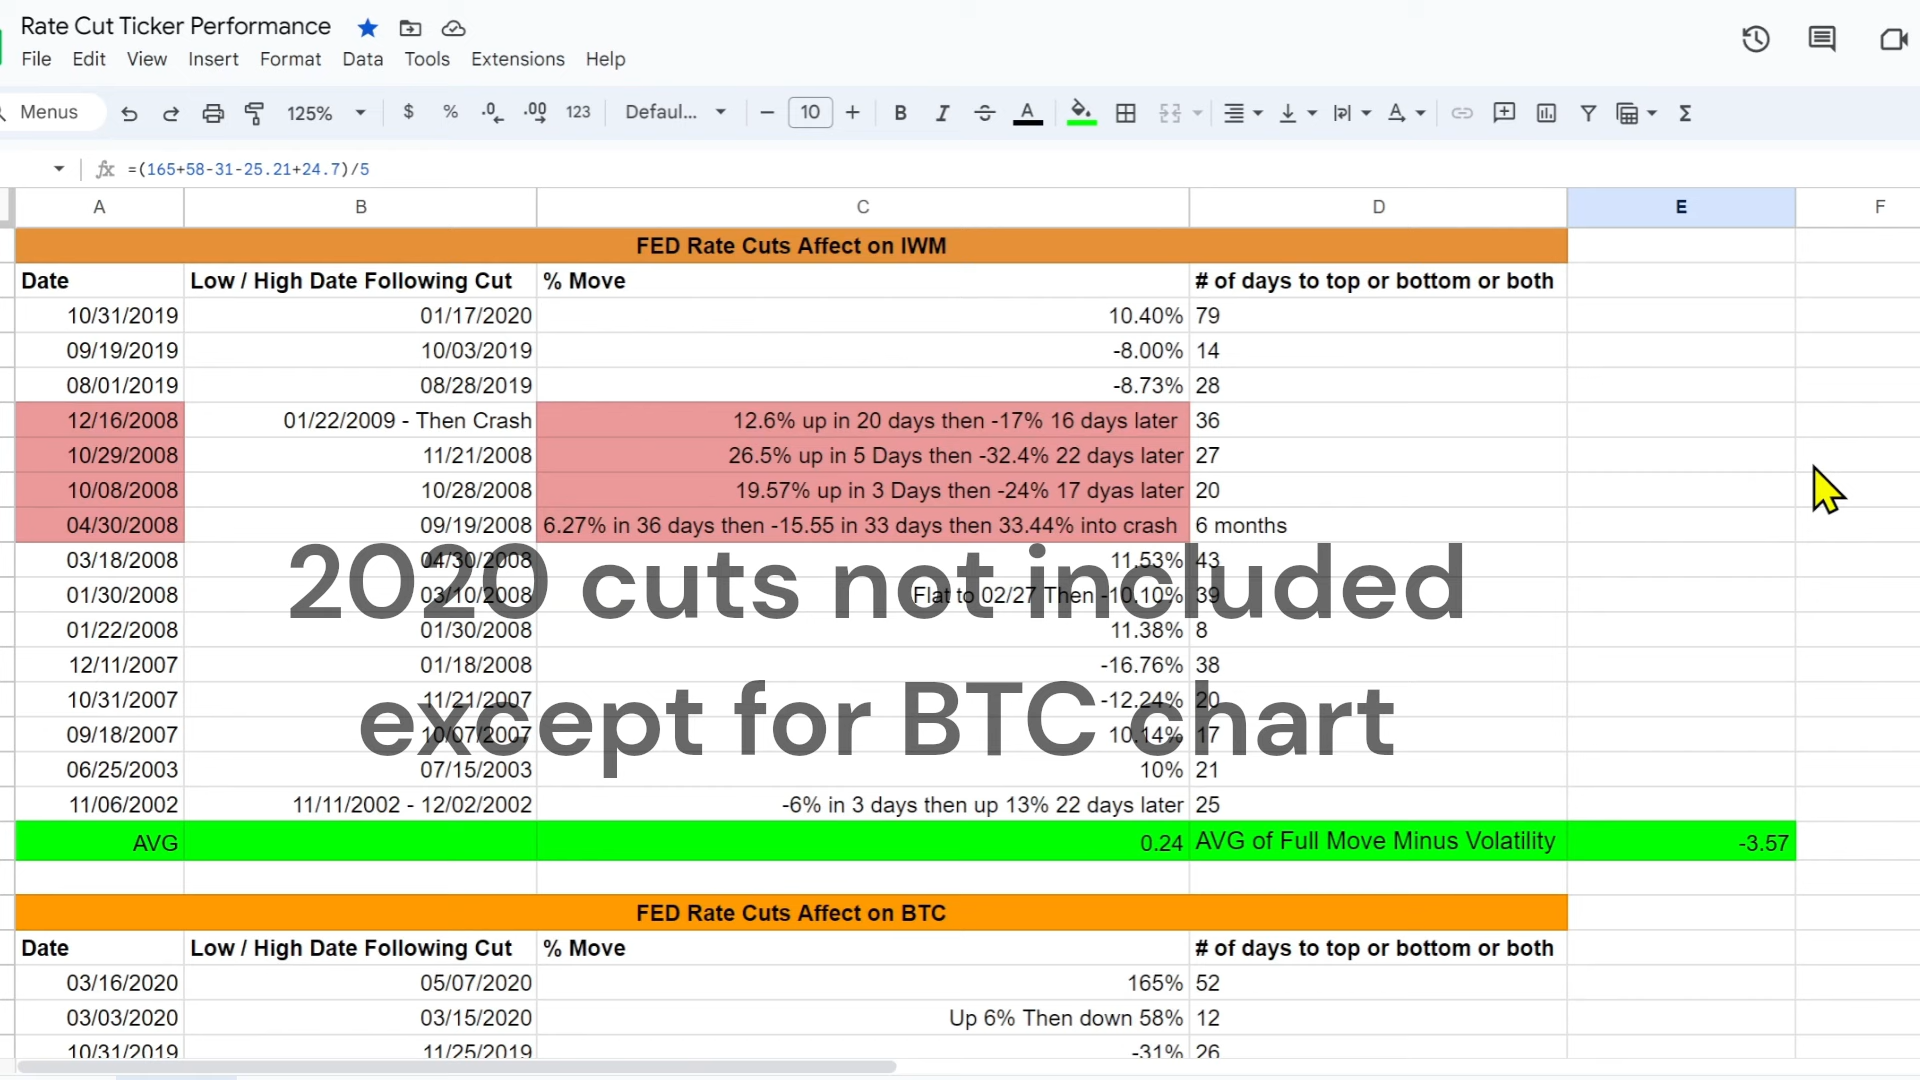 Rate Cut Ticker Performance
File Edit View Insert Format Data Tools Extensions Help
Menus 125% $ % .0 .00 123 Defaul... 10 B I S A A Σ
fx =(165+58-31-25.21+24.7)/5
A B C D E F
FED Rate Cuts Affect on IWM
Date Low / High Date Following Cut % Move # of days to top or bottom or both
10/31/2019 01/17/2020 10.40% 79
09/19/2019 10/03/2019 -8.00% 14
08/01/2019 08/28/2019 -8.73% 28
12/16/2008 01/22/2009 - Then Crash 12.6% up in 20 days then -17% 16 days later 36
10/29/2008 11/21/2008 26.5% up in 5 Days then -32.4% 22 days later 27
10/08/2008 10/28/2008 19.57% up in 3 Days then -24% 17 dyas later 20
04/30/2008 09/19/2008 6.27% in 36 days then -15.55 in 33 days then 33.44% into crash 6 months
03/18/2008 04/30/2008 11.53% 43
2020 cuts not included
01/30/2008 03/10/2008 Flat to 02/27 Then -10.10% 39
01/22/2008 01/30/2008 11.38% 8
12/11/2007 01/18/2008 -16.76% 38
10/31/2007 11/21/2007 -12.24% 20
except for BTC chart
09/18/2007 10/07/2007 10.14% 17
06/25/2003 07/15/2003 10% 21
11/06/2002 11/11/2002 - 12/02/2002 -6% in 3 days then up 13% 22 days later 25
AVG 0.24 AVG of Full Move Minus Volatility -3.57
FED Rate Cuts Affect on BTC
Date Low / High Date Following Cut % Move # of days to top or bottom or both
03/16/2020 05/07/2020 165% 52
03/03/2020 03/15/2020 Up 6% Then down 58% 12
10/31/2019 11/25/2019 -31% 26